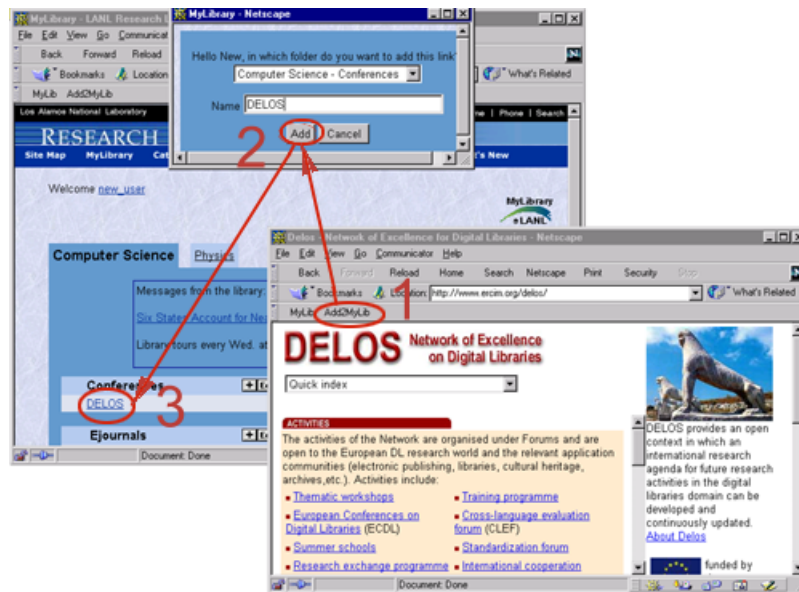 MyLibrary - LANL Research
File Edit View Go Communicat
Back Forward Reload
Bookmarks Location
MyLib Add2MyLib
What's Related
Los Alamos National Laboratory
Phone | Search
RESEARCH
Site Map MyLibrary
What's New
Welcome new_user
MyLibrary
eLANL
Computer Science Physics
Messages from the library:
Six States Account for
Library tours every Wed. at
Conferences
DELOS
3
Ejournals
Document: Done
MyLibrary - Netscape
Hello New, in which folder do you want to add this link
Computer Science - Conferences
Name DELOS
2
Add Cancel
Delos - Network of Excellence for Digital Libraries - Netscape
File Edit View Go Communicator Help
Back Forward Reload Home Search Netscape Print Security Stop
Bookmarks Location: http://www.ercim.org/delos/ What's Related
MyLib Add2MyLib
1
DELOS Network of Excellence
on Digital Libraries
Quick index
ACTIVITIES
The activities of the Network are organised under Forums and are
open to the European DL research world and the relevant application
communities (electronic publishing, libraries, cultural heritage,
archives,etc.). Activities include:
Thematic workshops
European Conferences on
Digital Libraries (ECDL)
Summer schools
Research exchange programme
Training programme
Cross-language evaluation
forum (CLEF)
Standardization forum
International cooperation
DELOS provides an open
context in which an
international research
agenda for future research
activities in the digital
libraries domain can be
developed and
continuously updated.
About Delos
funded by
Document: Done